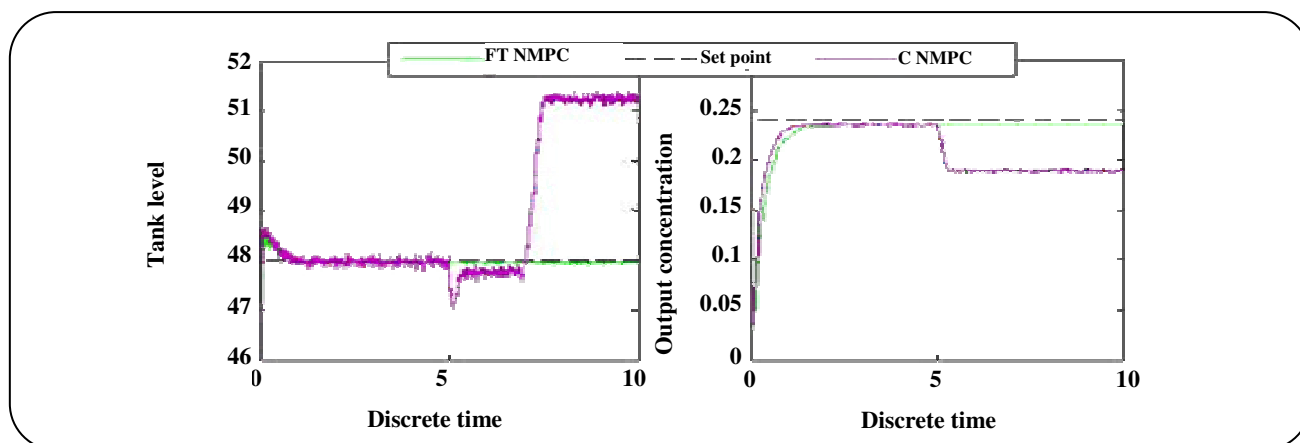 FT NMPC Set point C NMPC
52
51
50
49
48
47
46
0 5 10
Tank level
Discrete time
0.25
0.2
0.15
0.1
0.05
0
0 5 10
Output concentration
Discrete time